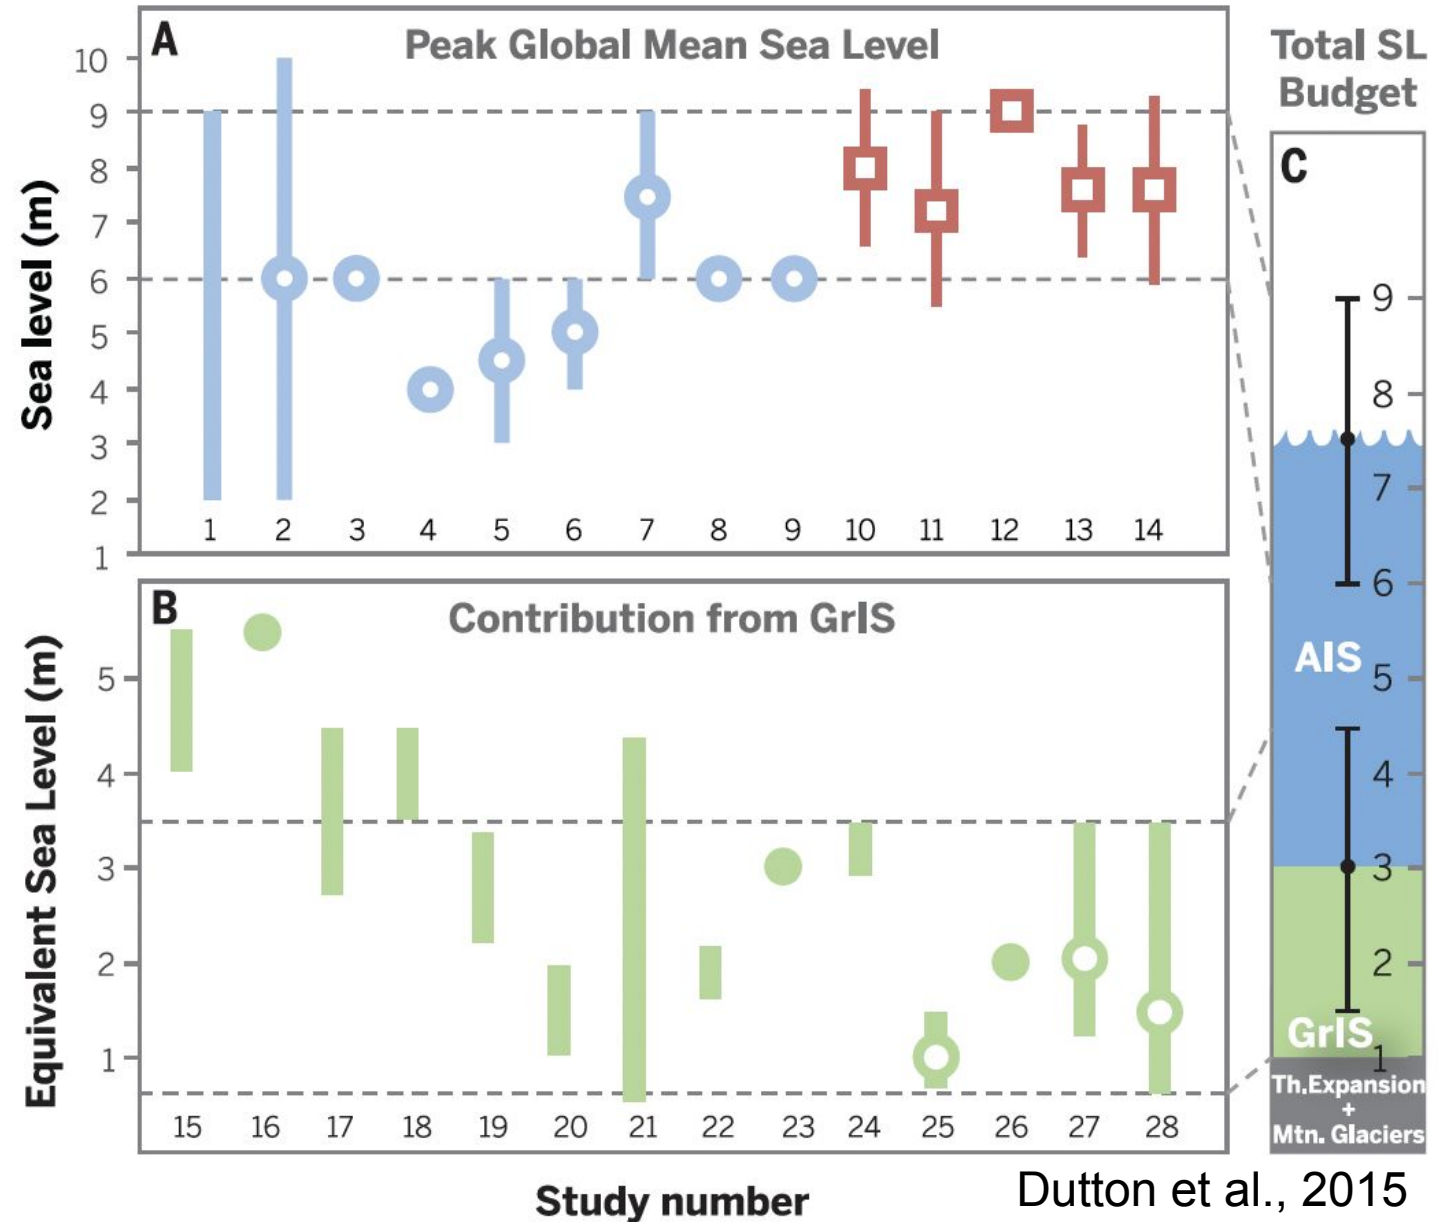 A
Peak Global Mean Sea Level
Sea level (m)
10
9
8
7
6
5
4
3
2
1
1 2 3 4 5 6 7 8 9 10 11 12 13 14
B
Contribution from GrIS
Equivalent Sea Level (m)
5
4
3
2
1
15 16 17 18 19 20 21 22 23 24 25 26 27 28
Study number
Total SL
Budget
C
9
8
7
6
AIS 5
4
3
2
GrIS
1
Th.Expansion
+
Mtn. Glaciers
Dutton et al., 2015